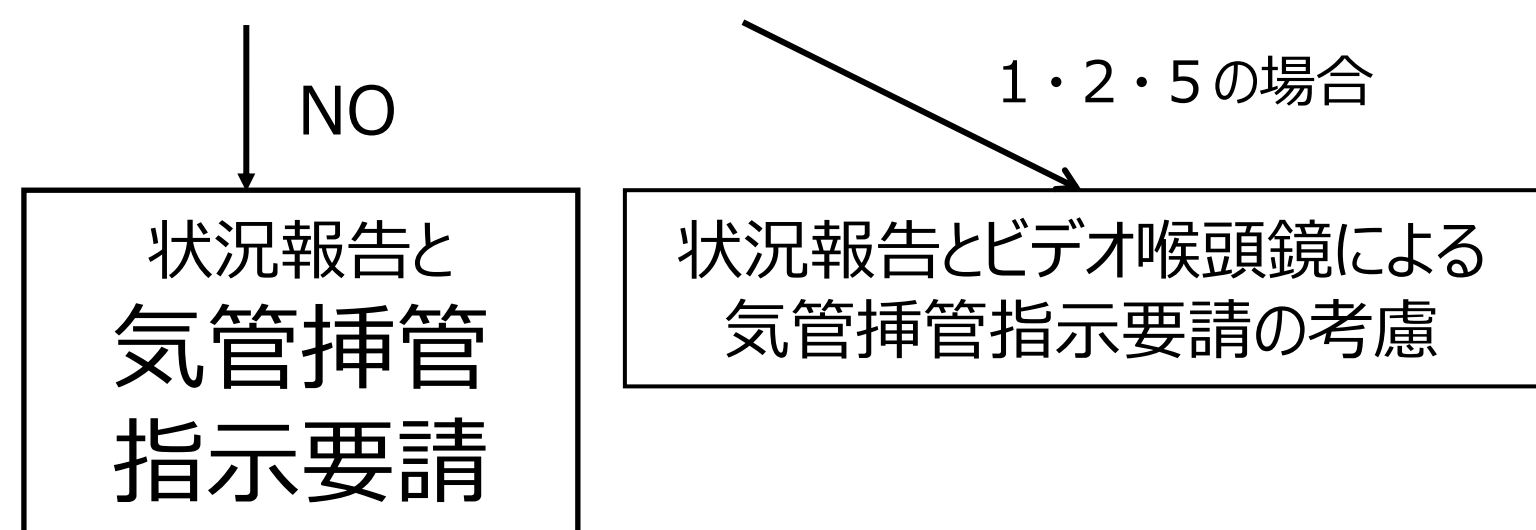 NO
1・2・5の場合
状況報告と
気管挿管
指示要請
状況報告とビデオ喉頭鏡による
気管挿管指示要請の考慮